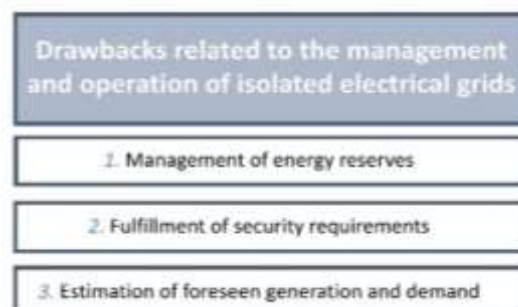 Drawbacks related to the management
and operation of isolated electrical grids
1. Management of energy reserves
2. Fulfillment of security requirements
3. Estimation of foreseen generation and demand